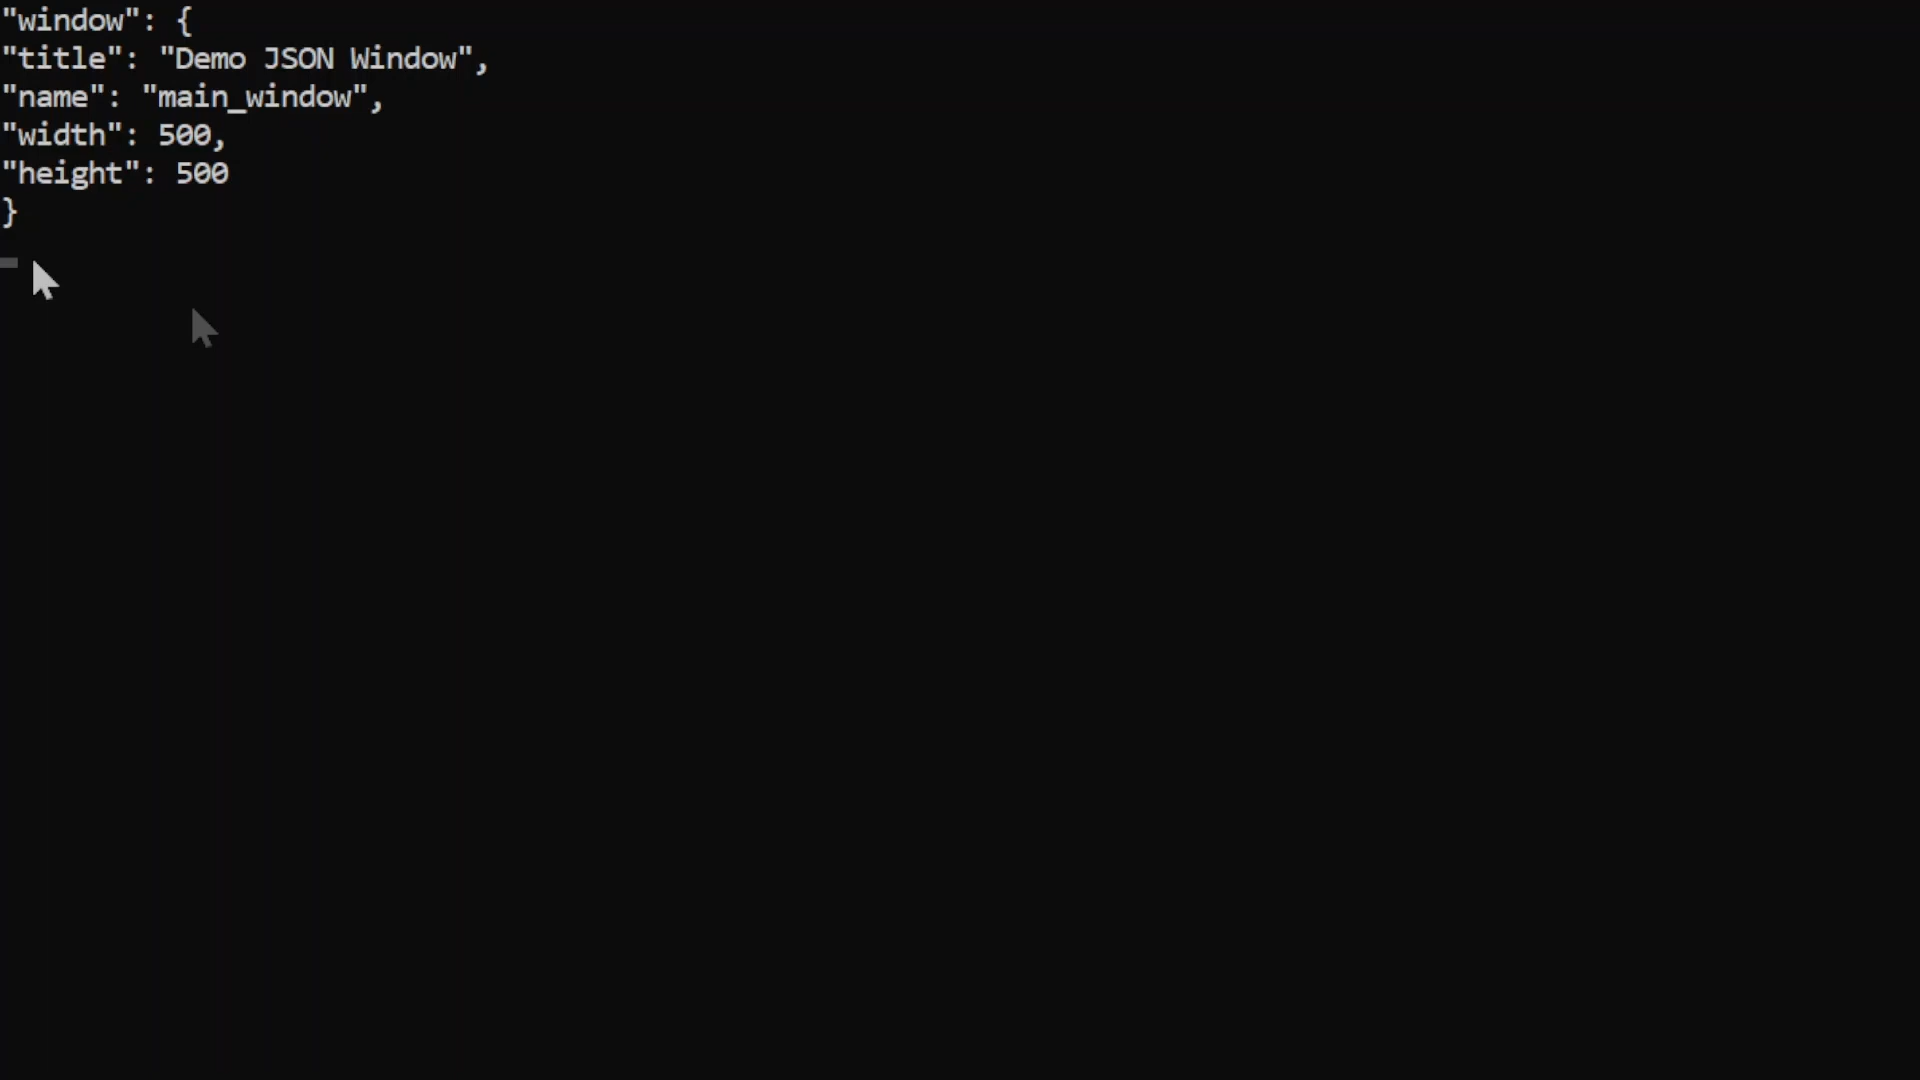 "window": {
"title": "Demo JSON Window",
"name": "main_window",
"width": 500,
"height": 500
}